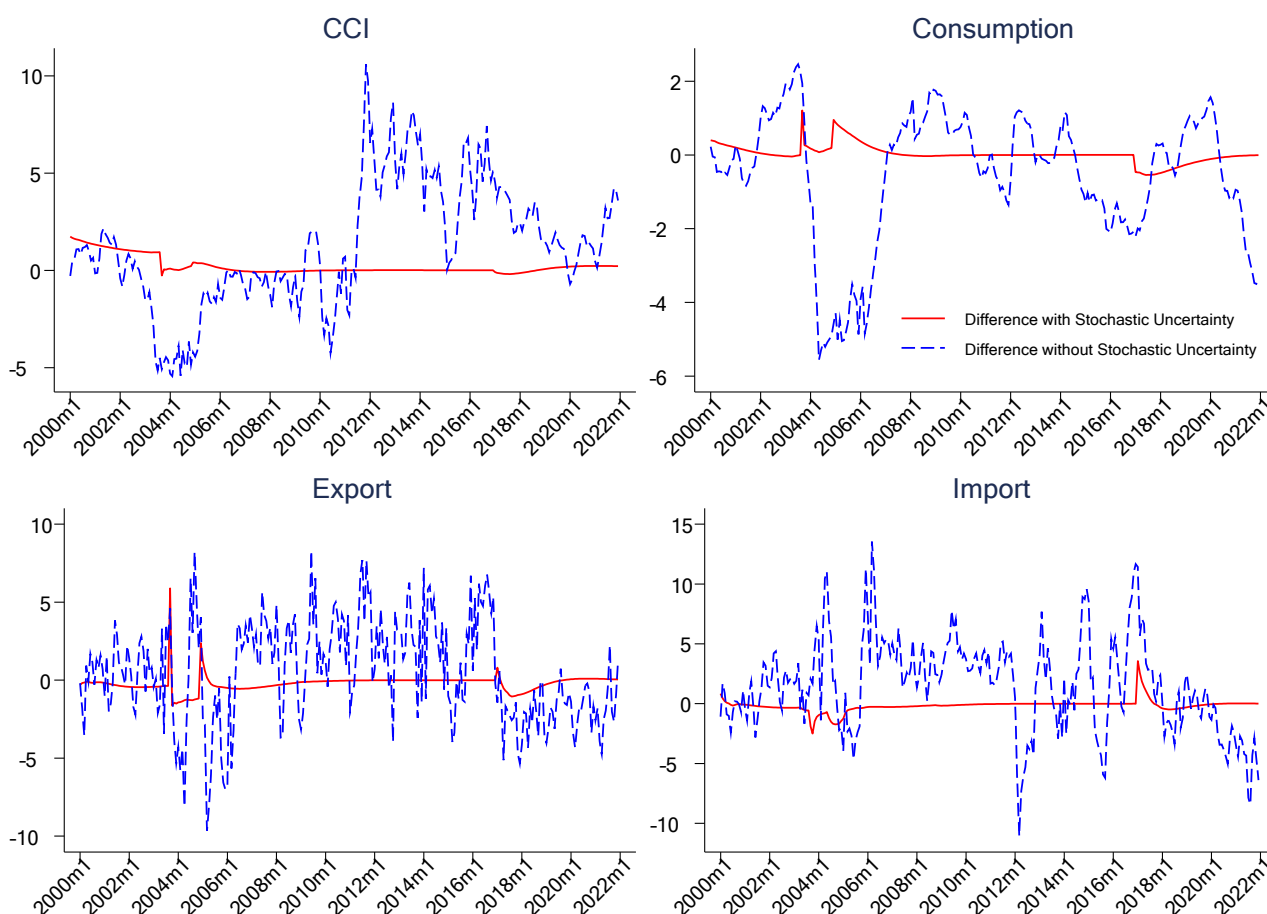 CCI
10
5
0
-5
2000m1
2002m1
2004m1
2006m1
2008m1
2010m1
2012m1
2014m1
2016m1
2018m1
2020m1
2022m1
Consumption
2
0
-2
-4
-6
Difference with Stochastic Uncertainty
Difference without Stochastic Uncertainty
2000m1
2002m1
2004m1
2006m1
2008m1
2010m1
2012m1
2014m1
2016m1
2018m1
2020m1
2022m1
Export
10
5
0
-5
-10
2000m1
2002m1
2004m1
2006m1
2008m1
2010m1
2012m1
2014m1
2016m1
2018m1
2020m1
2022m1
Import
15
10
5
0
-5
-10
2000m1
2002m1
2004m1
2006m1
2008m1
2010m1
2012m1
2014m1
2016m1
2018m1
2020m1
2022m1